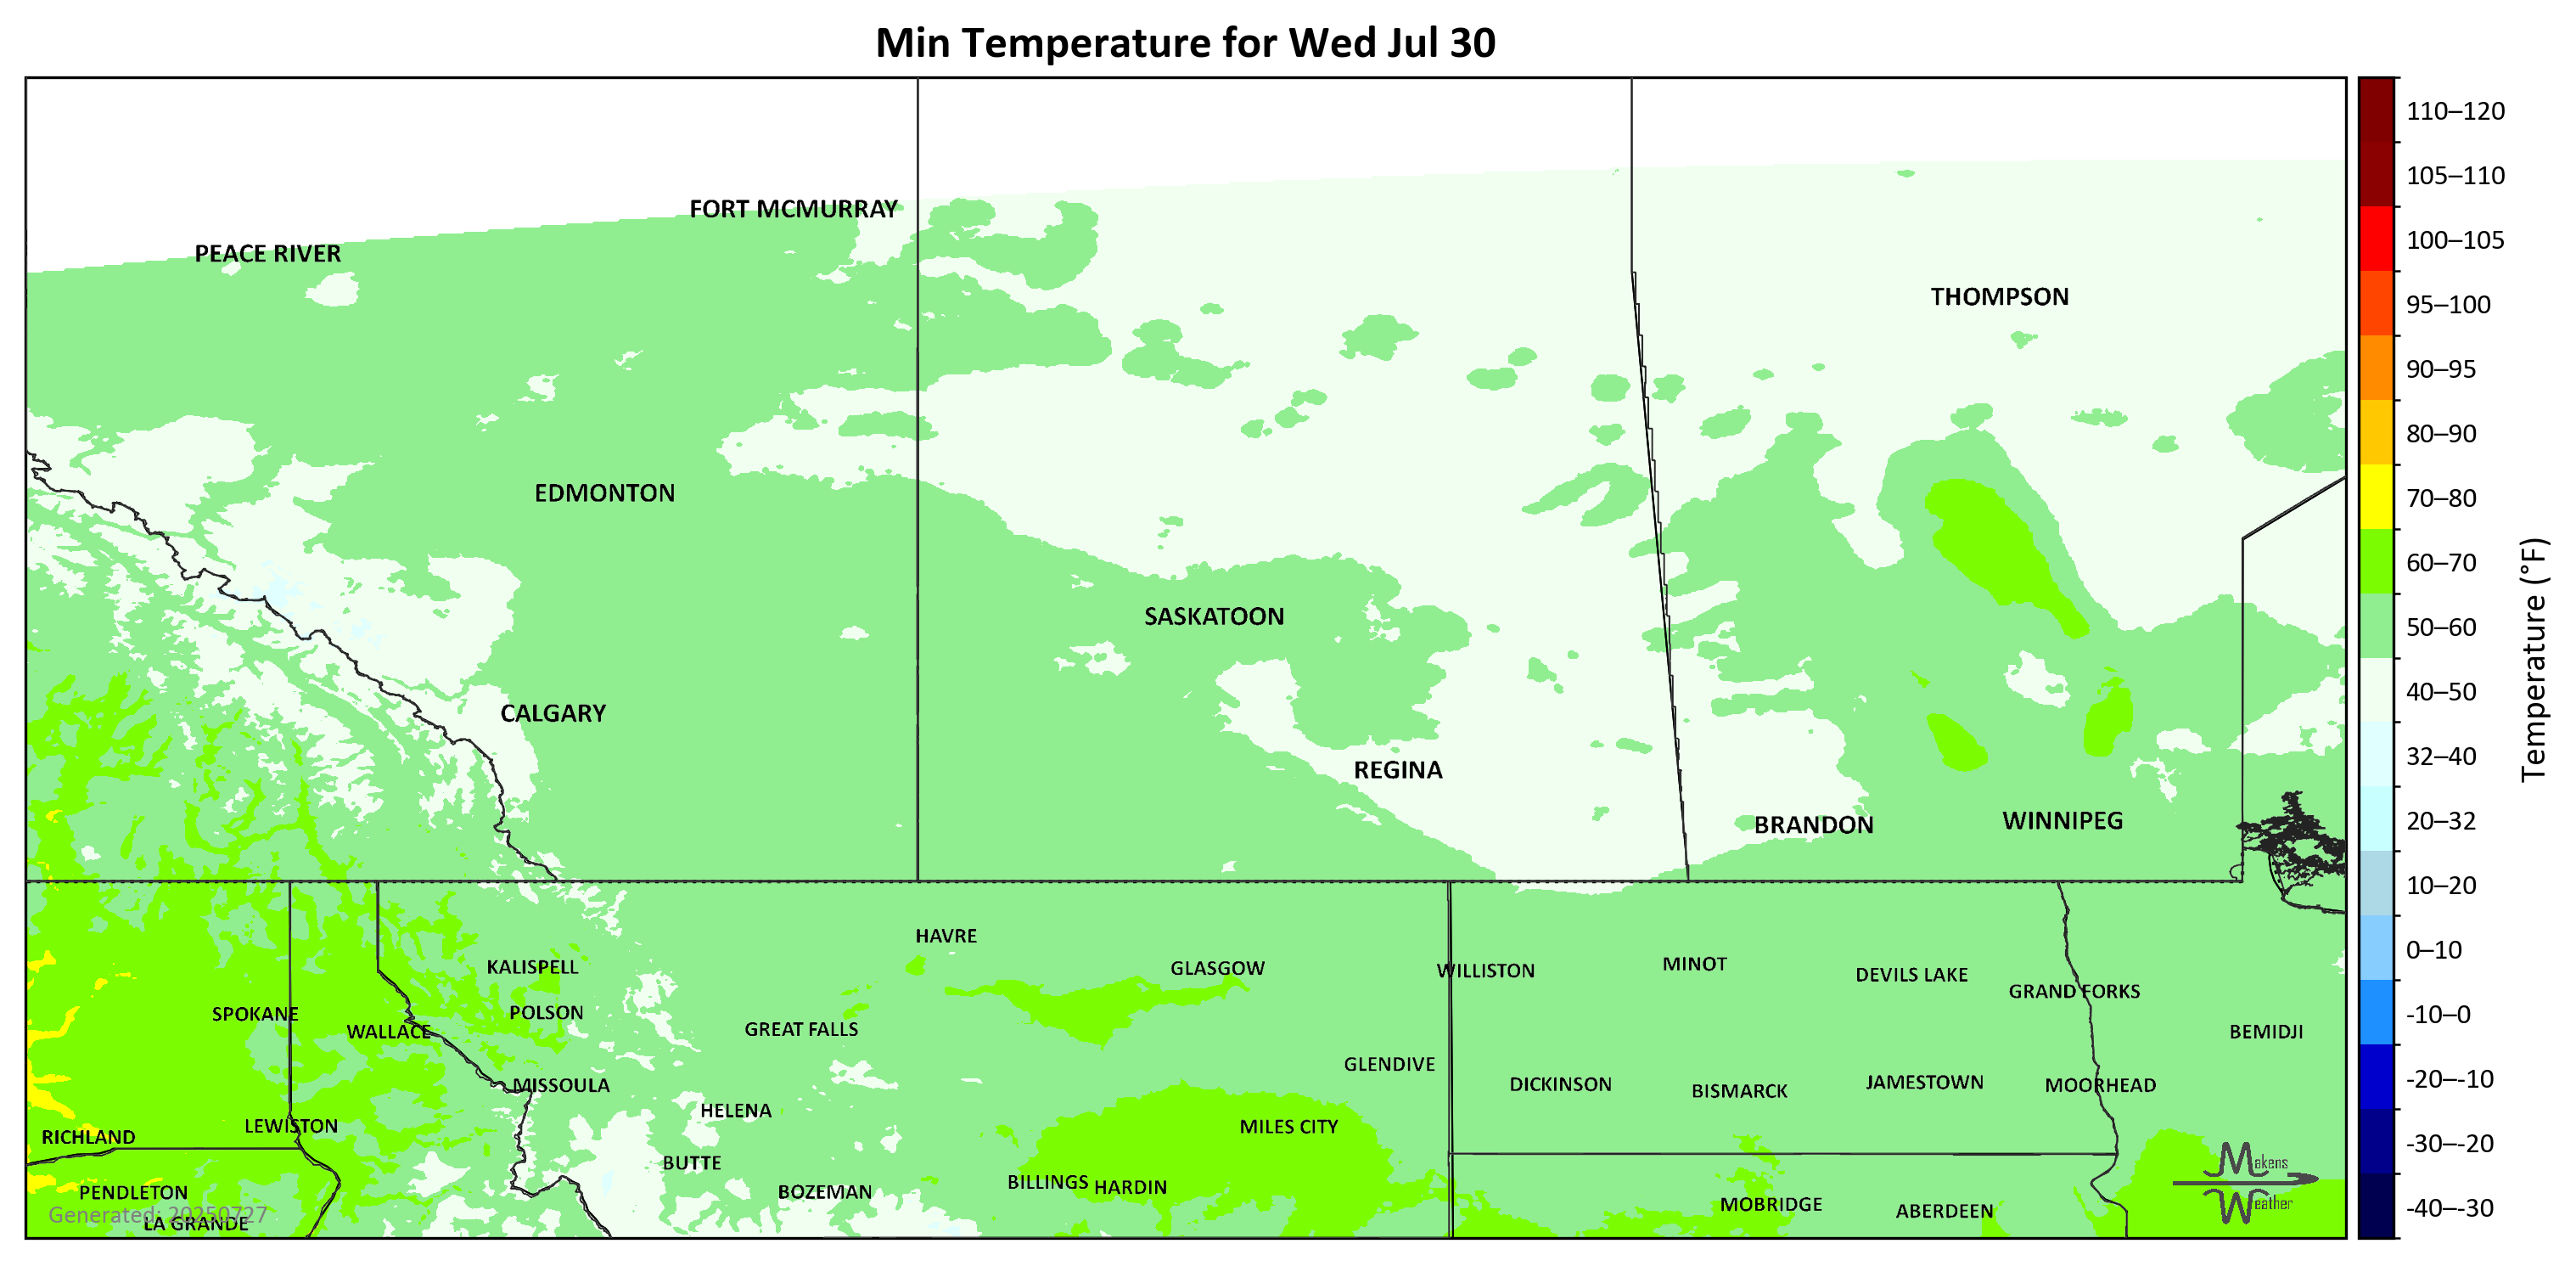 Min Temperature for Wed Jul 30
FORT MCMURRAY
PEACE RIVER
THOMPSON
EDMONTON
SASKATOON
CALGARY
REGINA
BRANDON
WINNIPEG
HAVRE
KALISPELL
GLASGOW
WILLISTON
MINOT
DEVILS LAKE
GRAND FORKS
SPOKANE
POLSON
WALLACE
GREAT FALLS
BEMIDJI
GLENDIVE
MISSOULA
DICKINSON
BISMARCK
JAMESTOWN
MOORHEAD
HELENA
LEWISTON
MILES CITY
RICHLAND
BUTTE
BILLINGS
HARDIN
PENDLETON
BOZEMAN
MOBRIDGE
ABERDEEN
Generated: 20250727
LA GRANDE
Makens
Weather
110–120
105–110
100–105
95–100
90–95
80–90
70–80
60–70
50–60
40–50
32–40
20–32
10–20
0–10
-10–0
-20–-10
-30–-20
-40–-30
Temperature (°F)